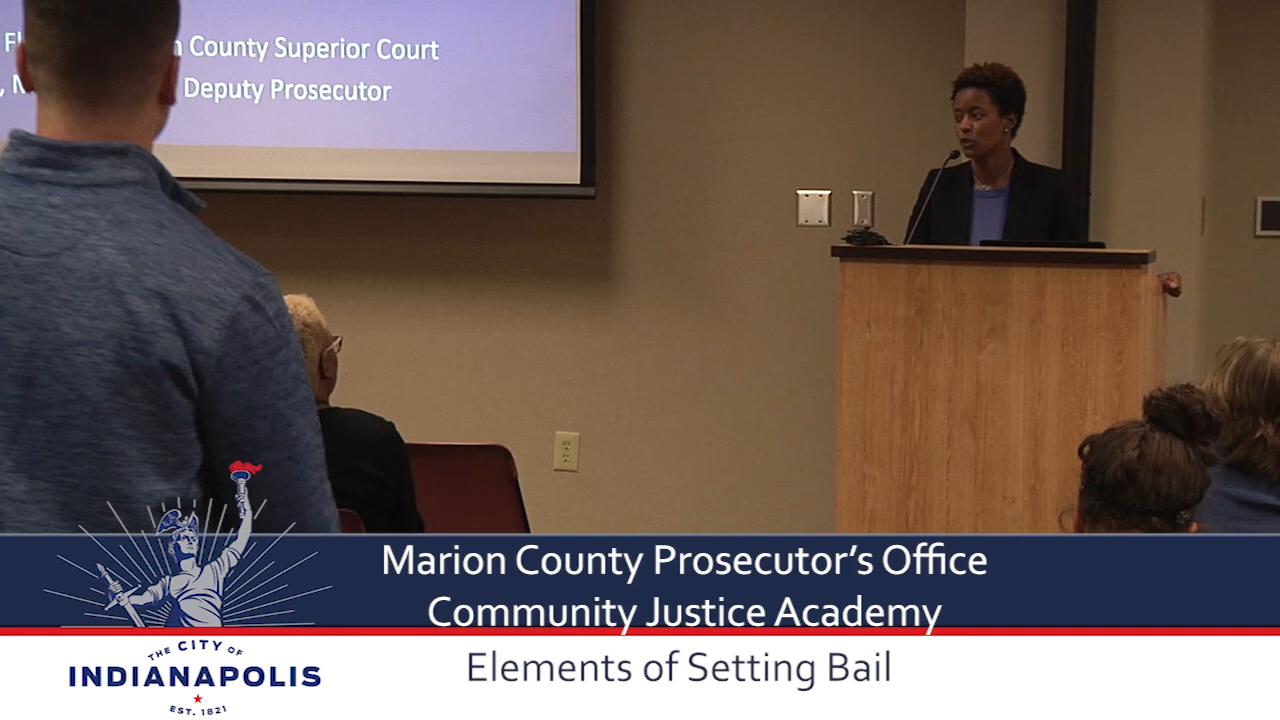 County Superior Court
Deputy Prosecutor
Marion County Prosecutor's Office
Community Justice Academy
Elements of Setting Bail
THE CITY OF
INDIANAPOLIS
EST. 1821